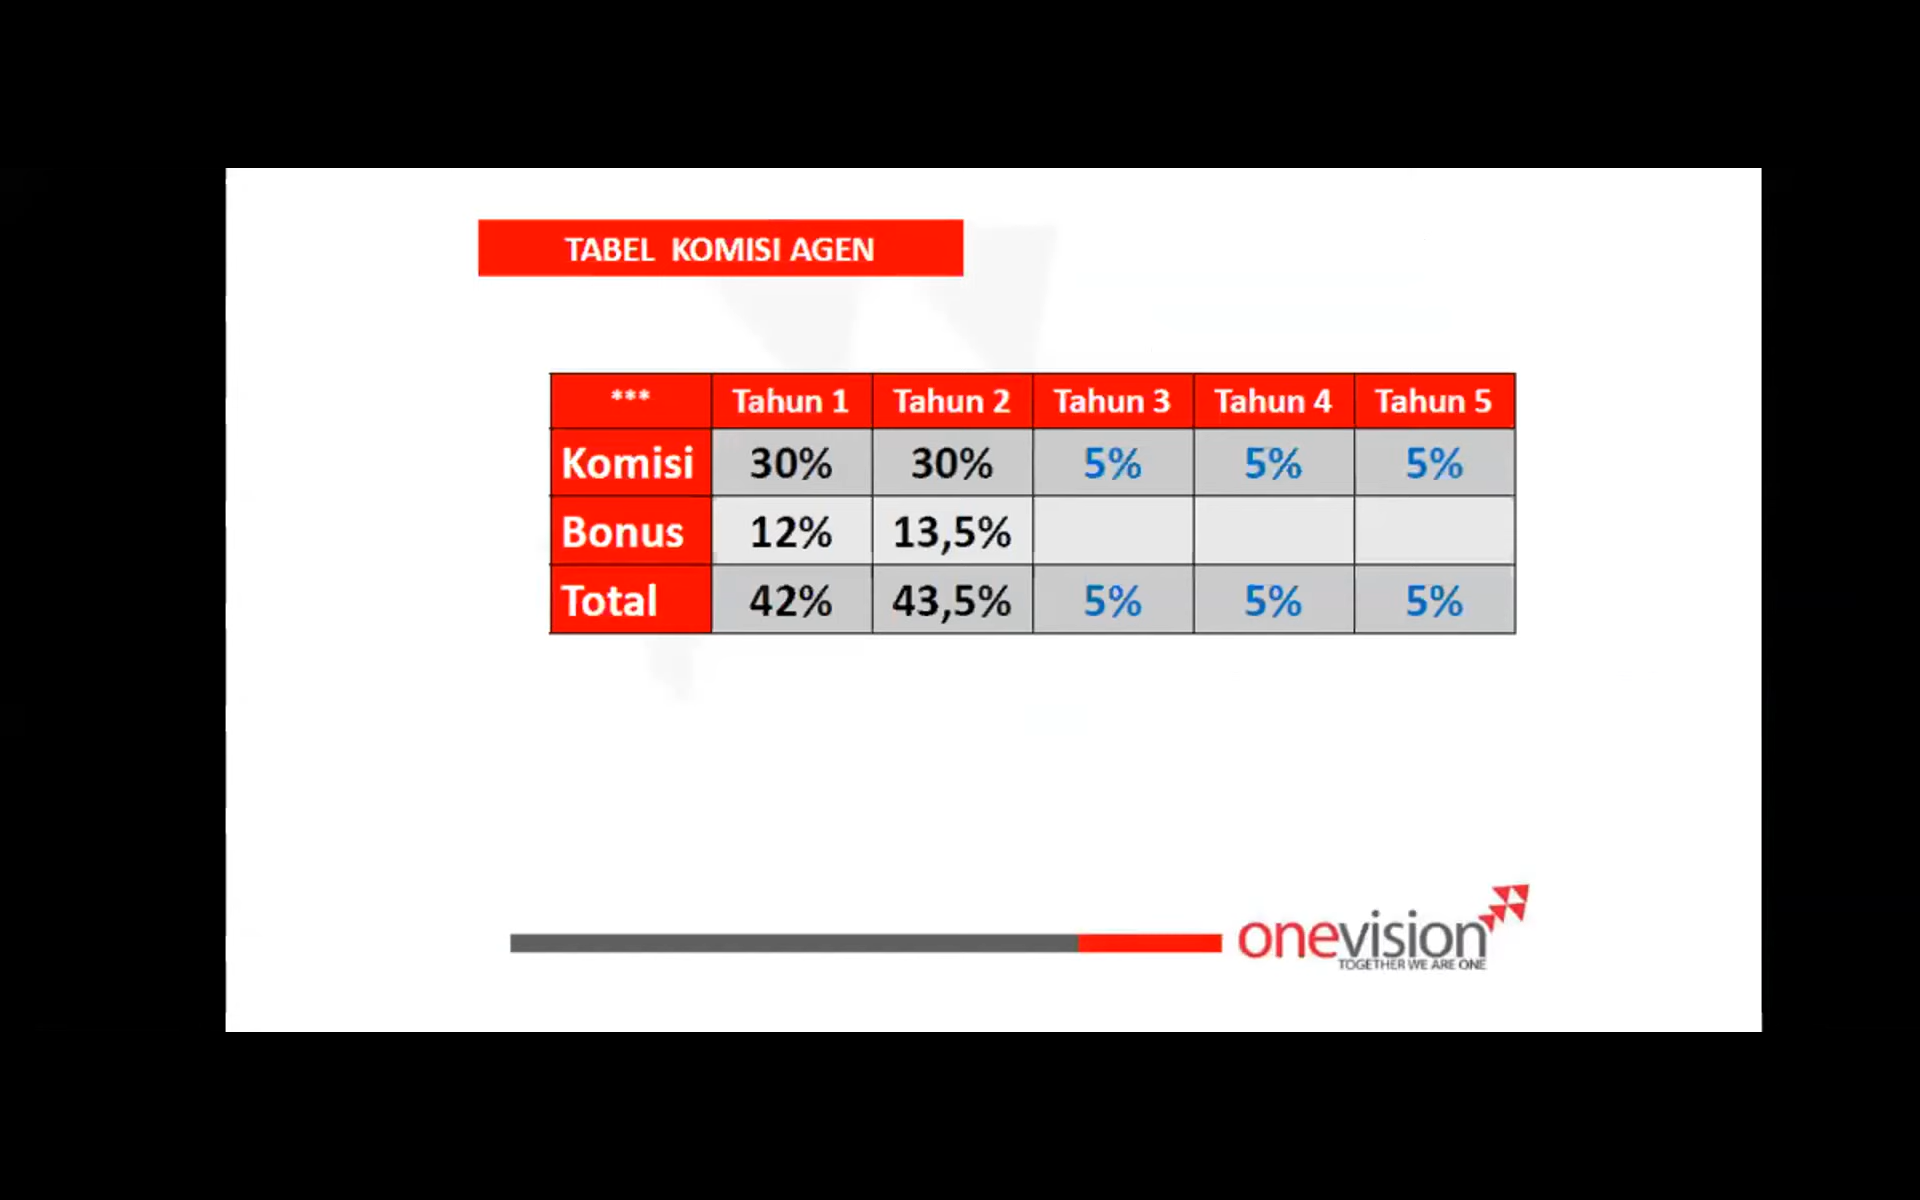 TABEL KOMISI AGEN
*** Tahun 1 Tahun 2 Tahun 3 Tahun 4 Tahun 5
Komisi 30% 30% 5% 5% 5%
Bonus 12% 13,5%
Total 42% 43,5% 5% 5% 5%
onevision
TOGETHER WE ARE ONE